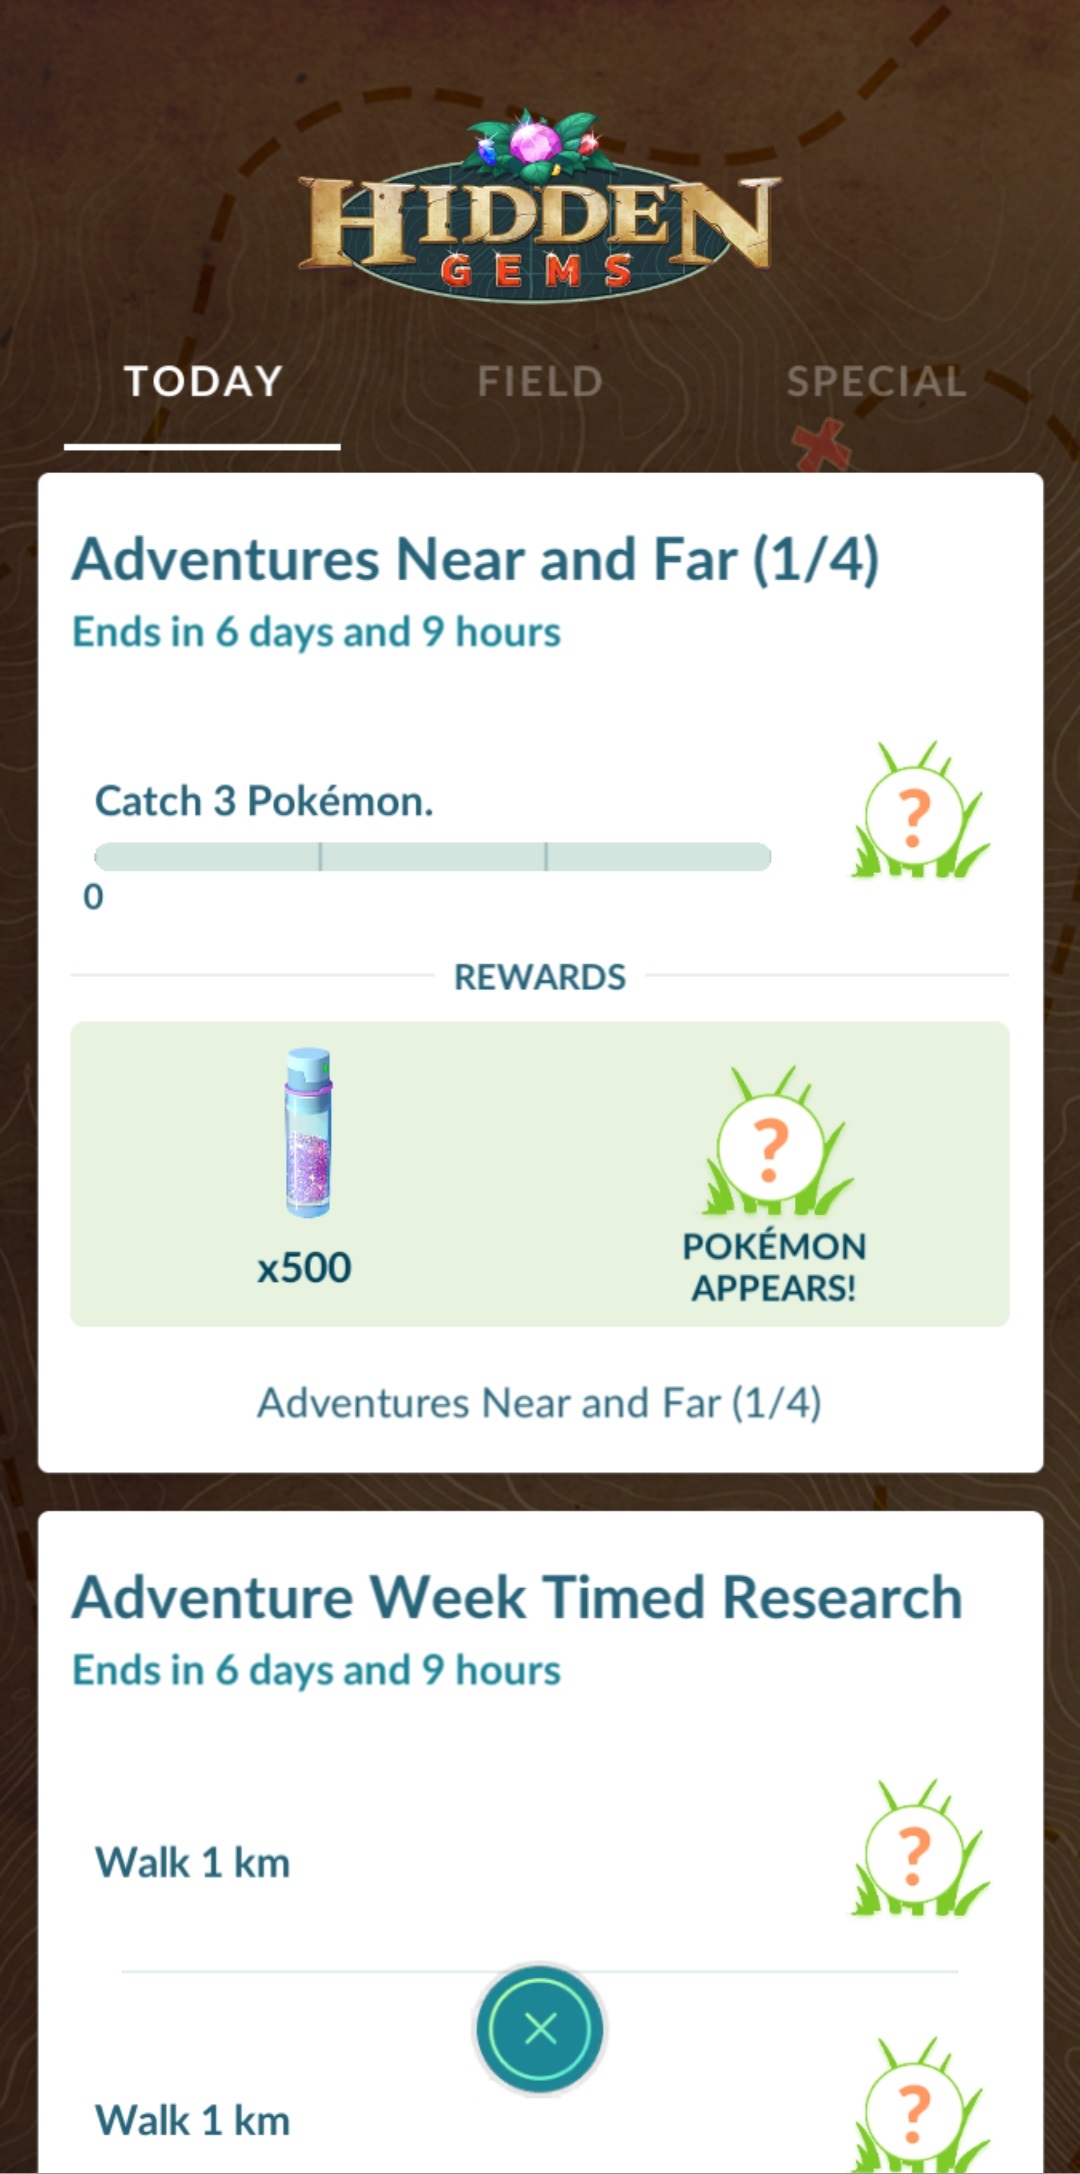 HIDDEN
GEMS
TODAY
FIELD
SPECIAL
Adventures Near and Far (1/4)
Ends in 6 days and 9 hours
Catch 3 Pokémon.
?
0
REWARDS
?
x500
POKÉMON
APPEARS!
Adventures Near and Far (1/4)
Adventure Week Timed Research
Ends in 6 days and 9 hours
Walk 1 km
?
Walk 1 km
?